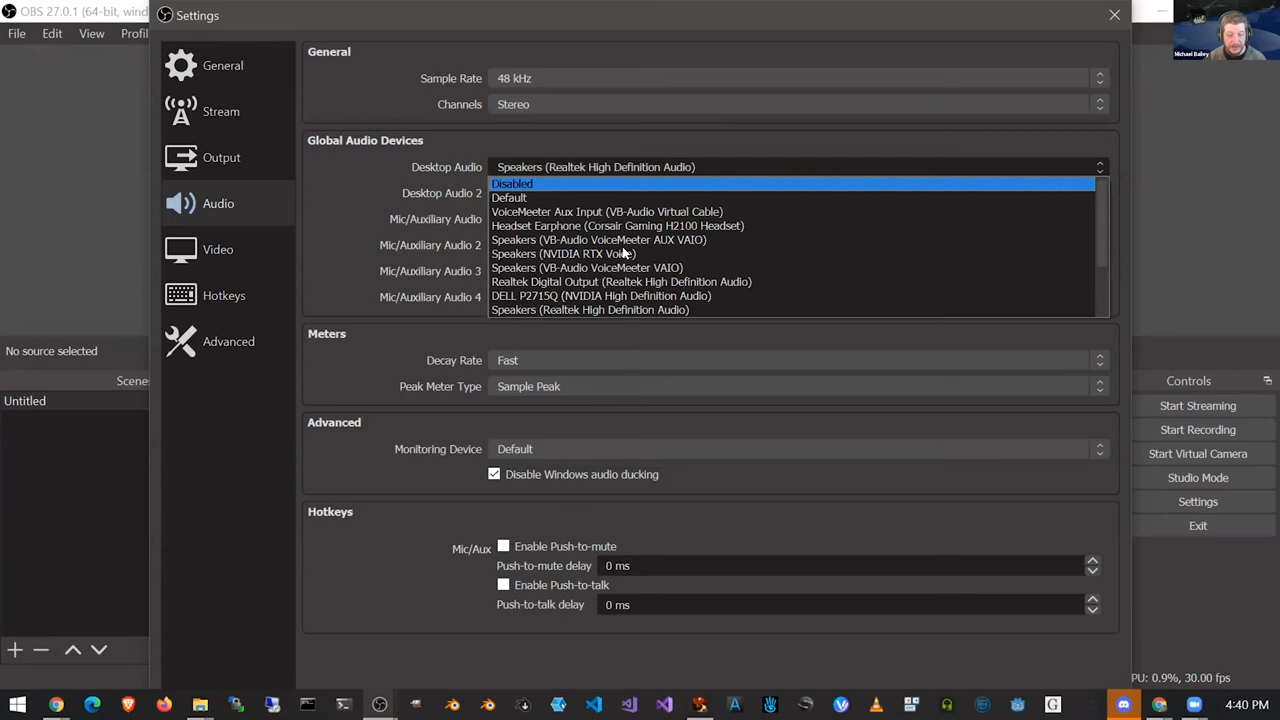 OBS 27.0.1 (64-bit, wind
Settings
File Edit View Profil
Michael Bailey
General
Stream
Output
Audio
Video
Hotkeys
Advanced
General
Sample Rate 48 kHz
Channels Stereo
Global Audio Devices
Desktop Audio Speakers (Realtek High Definition Audio)
Disabled
Default
VoiceMeeter Aux Input (VB-Audio Virtual Cable)
Headset Earphone (Corsair Gaming H2100 Headset)
Speakers (VB-Audio VoiceMeeter AUX VAIO)
Speakers (NVIDIA RTX Voice)
Speakers (VB-Audio VoiceMeeter VAIO)
Realtek Digital Output (Realtek High Definition Audio)
DELL P2715Q (NVIDIA High Definition Audio)
Speakers (Realtek High Definition Audio)
Desktop Audio 2
Mic/Auxiliary Audio
Mic/Auxiliary Audio 2
Mic/Auxiliary Audio 3
Mic/Auxiliary Audio 4
Meters
Decay Rate Fast
Peak Meter Type Sample Peak
Advanced
Monitoring Device Default
Disable Windows audio ducking
Hotkeys
Mic/Aux Enable Push-to-mute
Push-to-mute delay 0 ms
Enable Push-to-talk
Push-to-talk delay 0 ms
No source selected
Scenes
Untitled
Controls
Start Streaming
Start Recording
Start Virtual Camera
Studio Mode
Settings
Exit
PU: 0.9%, 30.00 fps
4:40 PM